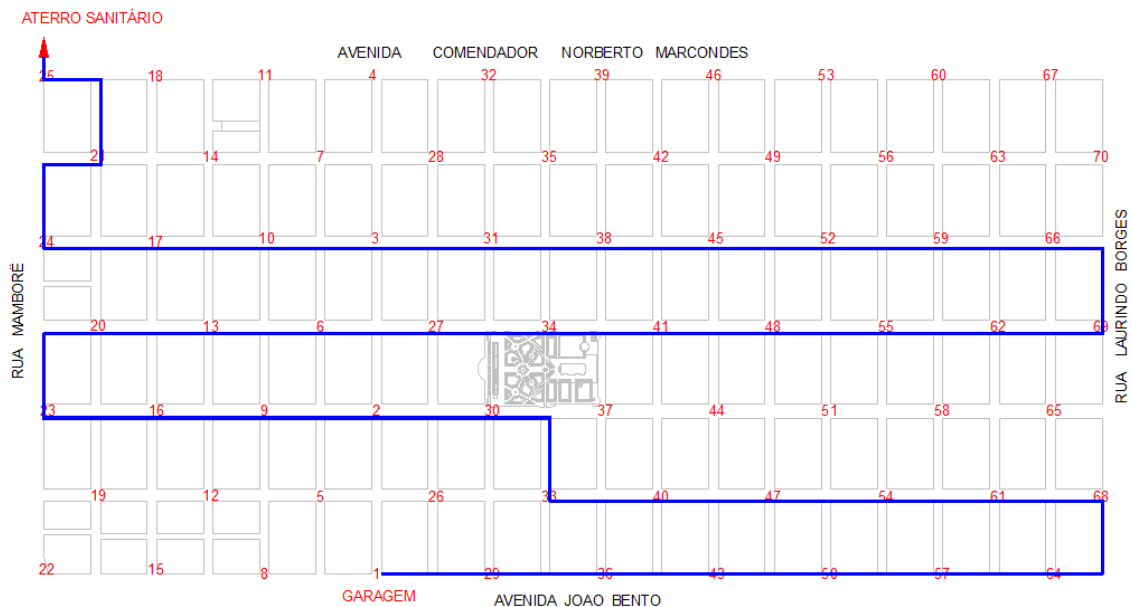 ATERRO SANITÁRIO
AVENIDA COMENDADOR NORBERTO MARCONDES
25 18 11 4 32 39 46 53 60 67
21 14 7 28 35 42 49 56 63 70
24 17 10 3 31 38 45 52 59 66
RUA MAMBORÊ
RUA LAURINDO BORGES
20 13 6 27 34 41 48 55 62 69
23 16 9 2 30 37 44 51 58 65
19 12 5 26 33 40 47 54 61 68
22 15 8 1 29 36 43 50 57 64
GARAGEM
AVENIDA JOAO BENTO